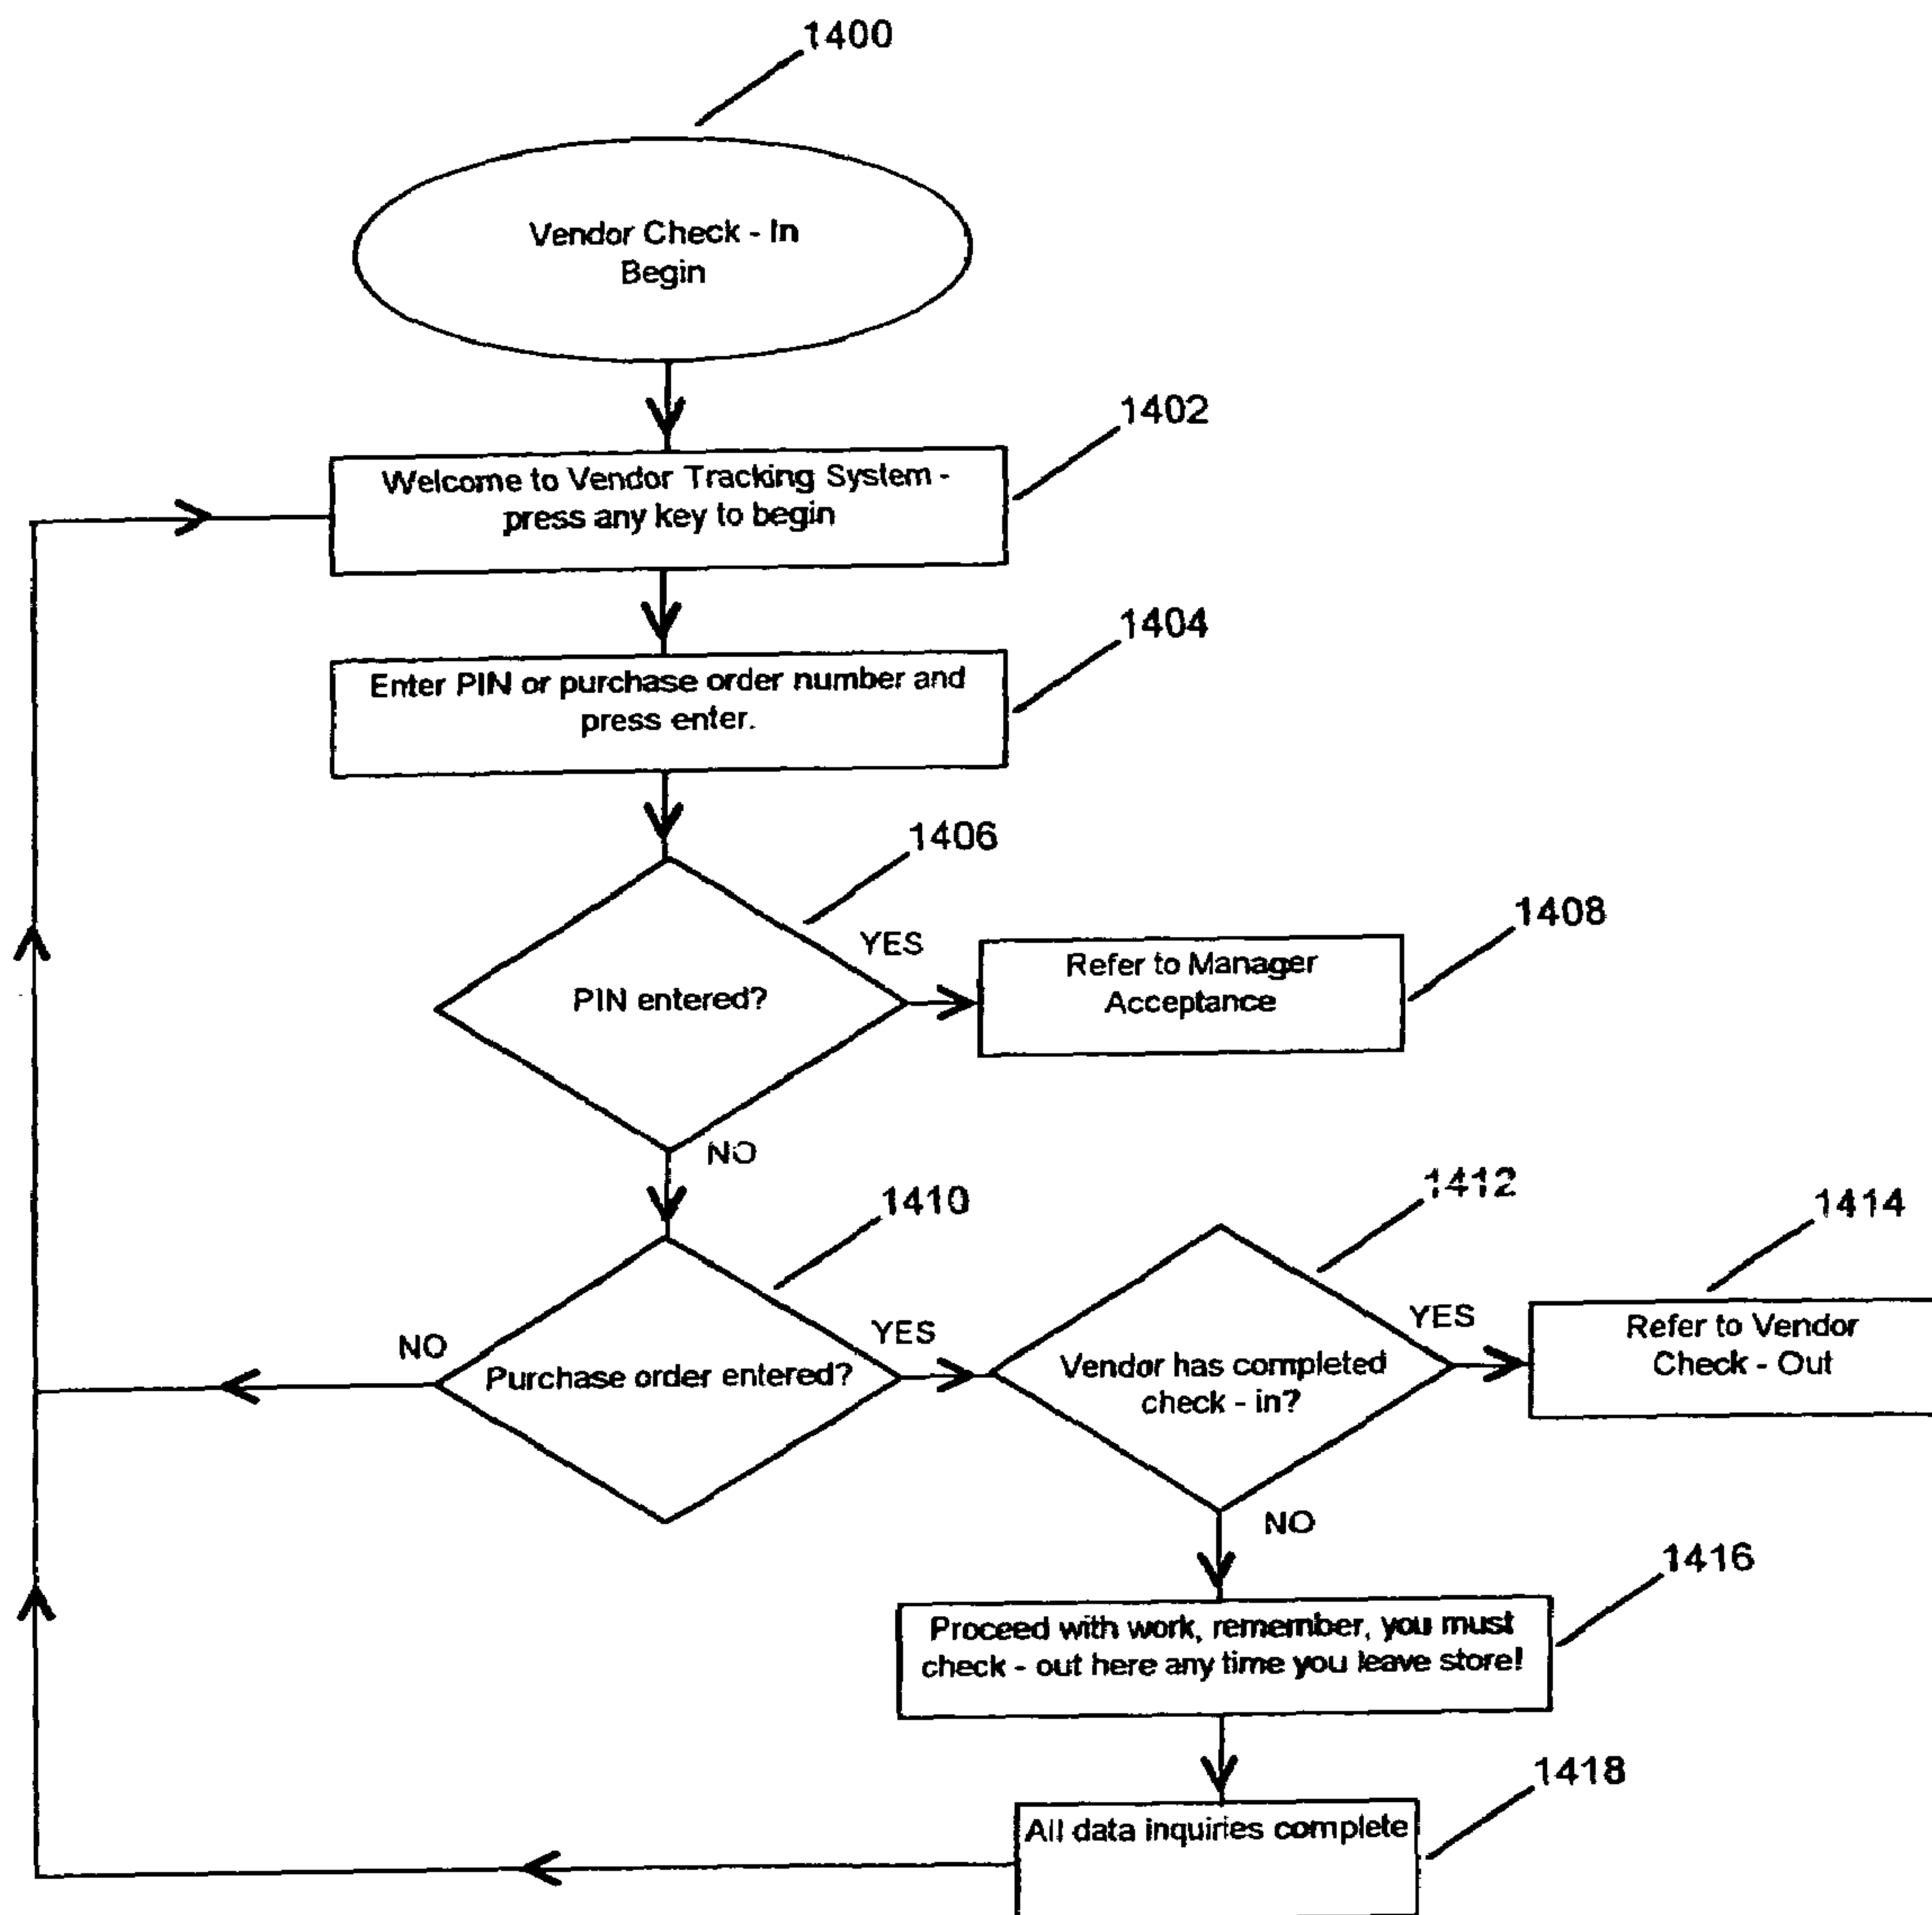 1400
Vendor Check - In
Begin
1402
Welcome to Vendor Tracking System -
press any key to begin
1404
Enter PIN or purchase order number and
press enter.
1406
YES
PIN entered?
NO
1408
Refer to Manager
Acceptance
1410
NO
Purchase order entered?
YES
1412
Vendor has completed
check - in?
YES
NO
1414
Refer to Vendor
Check - Out
1416
Proceed with work, remember, you must
check - out here any time you leave store!
1418
All data inquiries complete